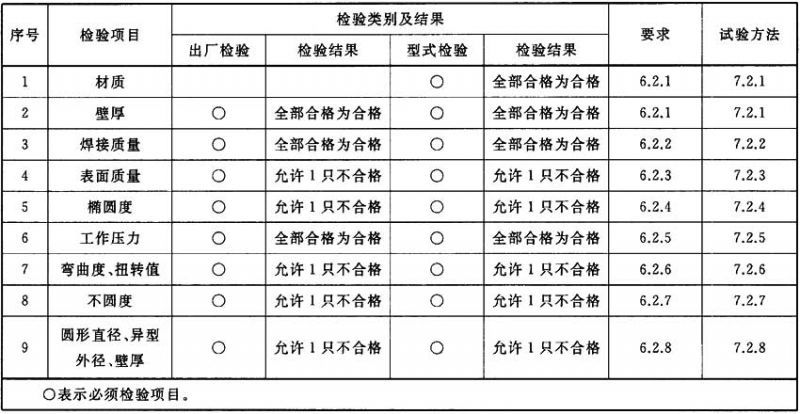 序号 检验项目 检验类别及结果 要求 试验方法
出厂检验 检验结果 型式检验 检验结果
1 材质 ○ 全部合格为合格 6.2.1 7.2.1
2 壁厚 ○ 全部合格为合格 ○ 全部合格为合格 6.2.1 7.2.1
3 焊接质量 ○ 全部合格为合格 ○ 全部合格为合格 6.2.2 7.2.2
4 表面质量 ○ 允许1只不合格 ○ 允许1只不合格 6.2.3 7.2.3
5 椭圆度 ○ 允许1只不合格 ○ 允许1只不合格 6.2.4 7.2.4
6 工作压力 ○ 全部合格为合格 ○ 全部合格为合格 6.2.5 7.2.5
7 弯曲度、扭转值 ○ 允许1只不合格 ○ 允许1只不合格 6.2.6 7.2.6
8 不圆度 ○ 允许1只不合格 ○ 允许1只不合格 6.2.7 7.2.7
9 圆形直径、异型
外径、壁厚 ○ 允许1只不合格 ○ 允许1只不合格 6.2.8 7.2.8
○表示必须检验项目。